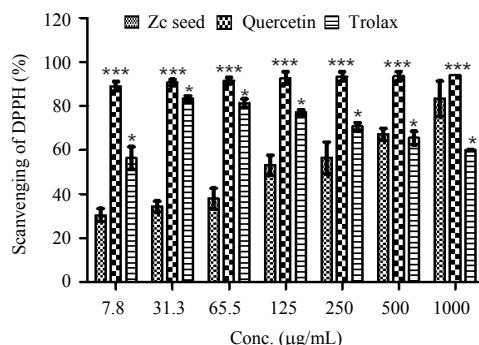 Zc seed Quercetin Trolax
Scanvenging of DPPH (%)
120
100
80
60
40
20
0
*** *** *** *** *** *** ***
* * * * * * *
7.8 31.3 65.5 125 250 500 1000
Conc. (μg/mL)